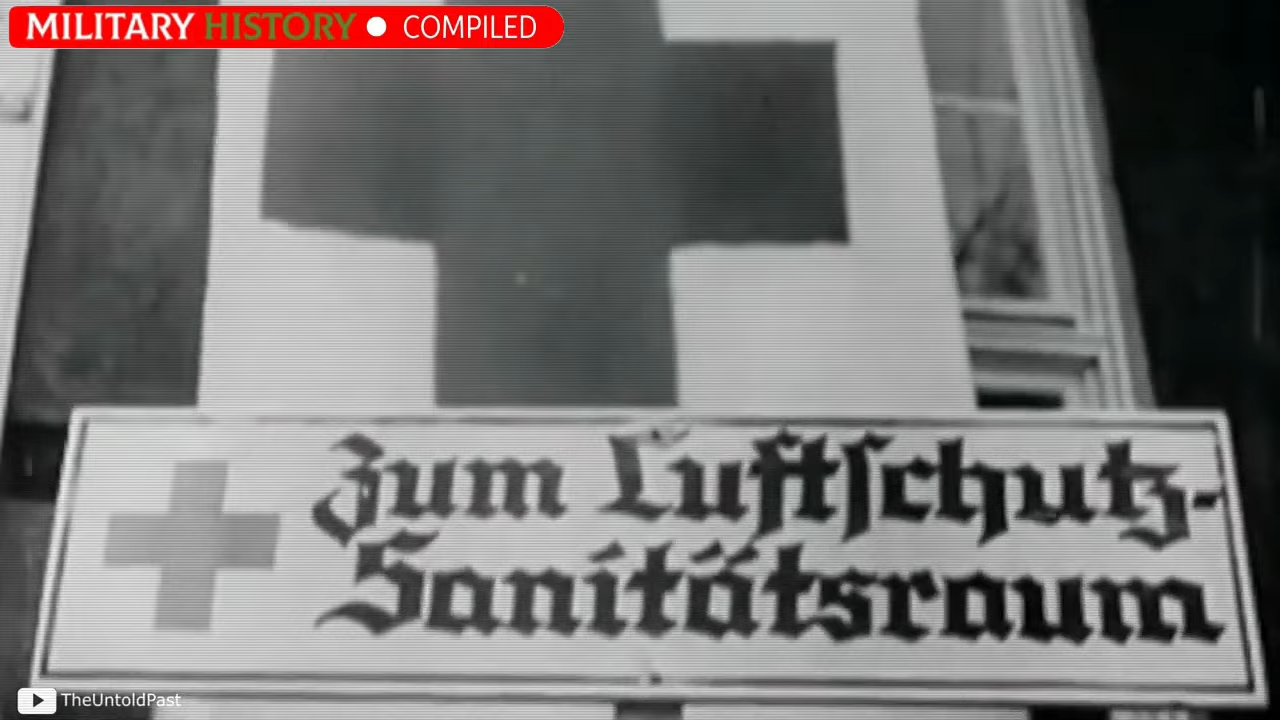 MILITARY HISTORY COMPILED
Zum Luftschutz-
Sanitätsraum
TheUntoldPast